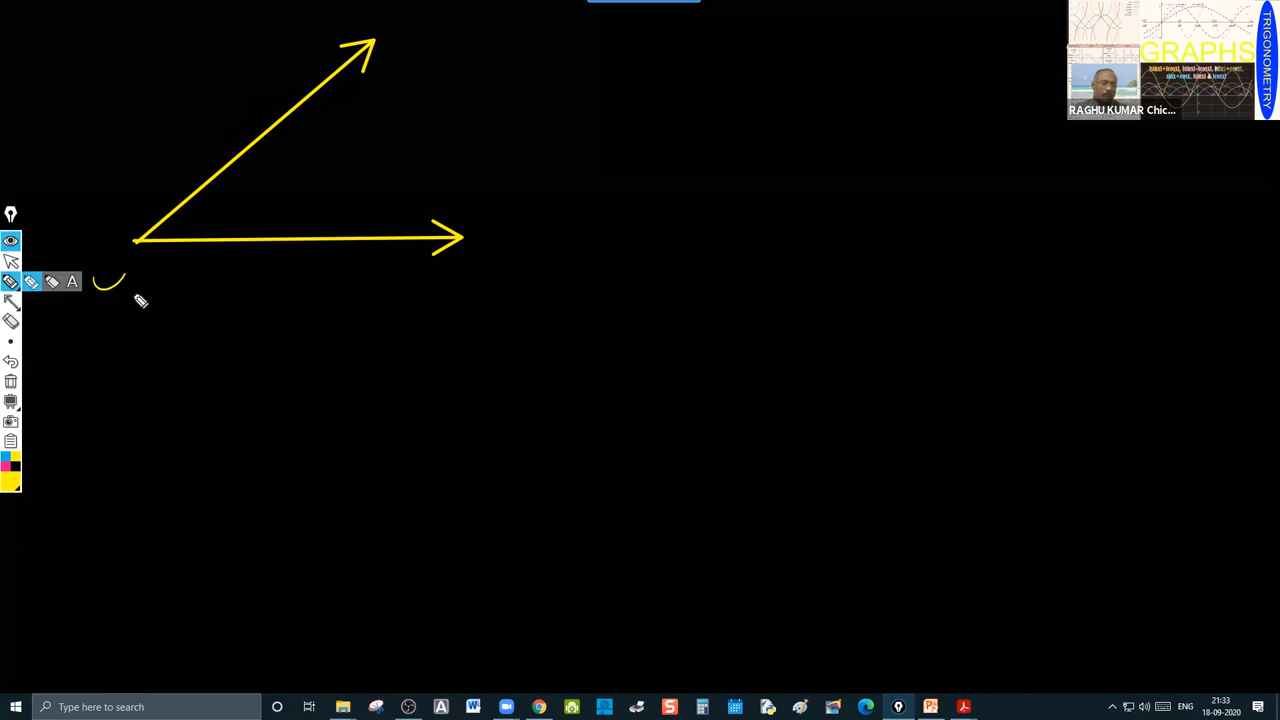 GRAPHS
TRIGONOMETRY
RAGHU KUMAR Chic...
A
Type here to search
ENG
21:33
18-09-2020